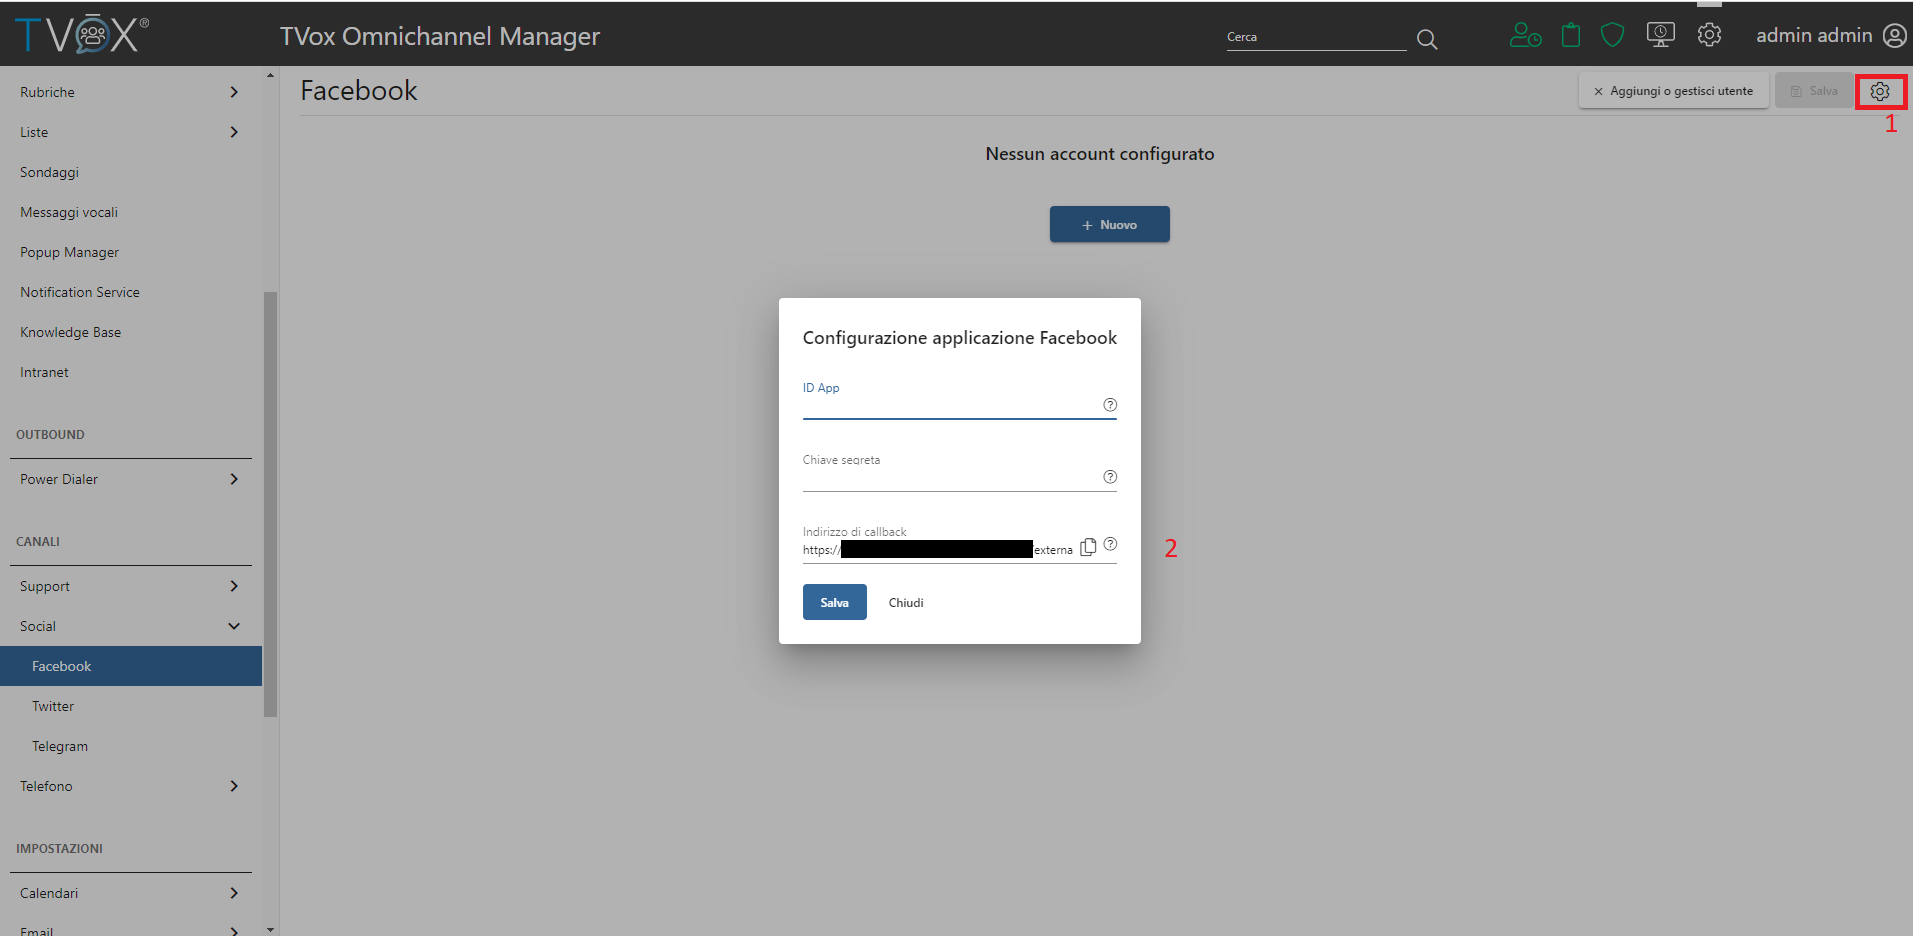 TVOX®
TVox Omnichannel Manager
Cerca
admin admin
Rubriche
Liste
Sondaggi
Messaggi vocali
Popup Manager
Notification Service
Knowledge Base
Intranet
OUTBOUND
Power Dialer
CANALI
Support
Social
Facebook
Twitter
Telegram
Telefono
IMPOSTAZIONI
Calendari
Email
Facebook
× Aggiungi o gestisci utente
Salva
1
Nessun account configurato
+ Nuovo
Configurazione applicazione Facebook
ID App
Chiave segreta
Indirizzo di callback
https:// /externa
2
Salva
Chiudi